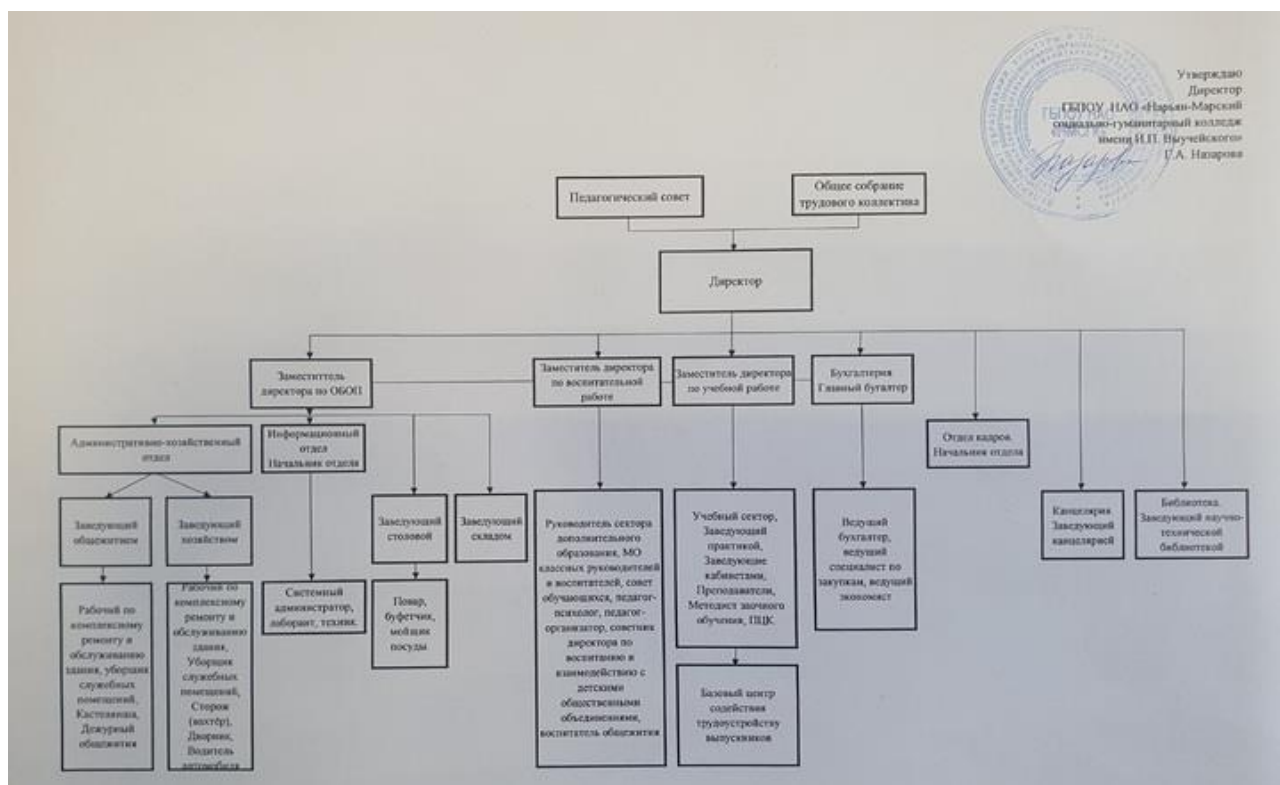 Утверждаю
Директор
ГБПОУ НАО «Нарьян-Марский
социально-гуманитарный колледж
имени И.П. Выучейского»
Г.А. Назарова
Педагогический совет
Общее собрание
трудового коллектива
Директор
Заместиттель
директора по ОБОП
Заместитель директора
по воспитательной
работе
Заместитель директора
по учебной работе
Бухгалтерия
Главный бугалтер
Административно-хозяйственный
отдел
Информационный
отдел
Начальник отдела
Отдел кадров.
Начальник отдела
Заведующий
общежитием
Заведующий
хозяйством
Заведующий
столовой
Заведующий
складом
Руководитель сектора
дополнительного
образования, МО
классных руководителей
и воспитателей, совет
обучающихся, педагог-
психолог, педагог-
организатор, советник
директора по
воспитанию и
взаимодействию с
детскими
общественными
объединениями,
воспитатель общежития
Учебный сектор,
Заведующий
практикой,
Заведующие
кабинетами,
Преподаватели,
Методист заочного
обучения, ПЦК
Ведущий
бухгалтер,
ведущий
специалист по
закупкам, ведущий
экономист
Канцелярия
Заведующий
канцелярией
Библиотека.
Заведующий научно-
технической
библиотекой
Рабочий по
комплексному
ремонту и
обслуживанию
здания, уборщик
служебных
помещений,
Кастелянша,
Дежурный
общежития
Рабочий по
комплексному
ремонту и
обслуживанию
здания,
Уборщик
служебных
помещений,
Сторож
(вахтёр),
Дворник,
Водитель
автомобиля
Системный
администратор,
лаборант, техник.
Повар,
буфетчик,
мойщик
посуды
Базовый центр
содействия
трудоустройству
выпускников